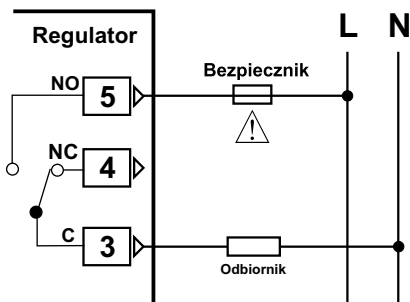 L N
Regulator
Bezpiecznik
NO 5
!
NC 4
C 3
Odbiornik